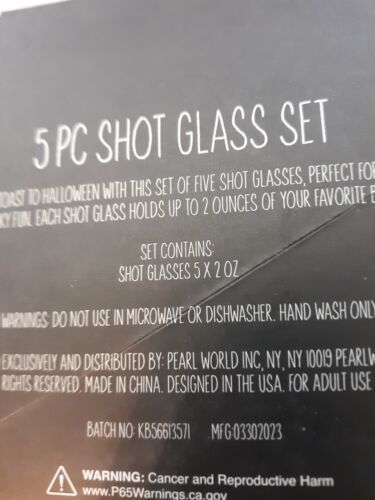 5 PC SHOT GLASS SET
TOAST TO HALLOWEEN WITH THIS SET OF FIVE SHOT GLASSES, PERFECT FOR
KY FUN. EACH SHOT GLASS HOLDS UP TO 2 OUNCES OF YOUR FAVORITE B
SET CONTAINS:
SHOT GLASSES 5 X 2 OZ
WARNINGS: DO NOT USE IN MICROWAVE OR DISHWASHER. HAND WASH ONLY
EXCLUSIVELY AND DISTRIBUTED BY: PEARL WORLD INC, NY, NY 10019 PEARLW
RIGHTS RESERVED. MADE IN CHINA. DESIGNED IN THE USA. FOR ADULT USE
BATCH NO: KB56613571 MFG:03302023
WARNING: Cancer and Reproductive Harm
www.P65Warnings.ca.gov